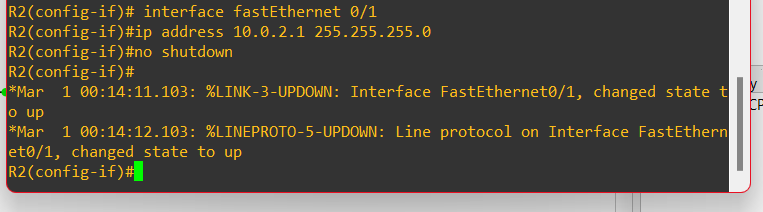 R2(config-if)# interface fastEthernet 0/1
R2(config-if)#ip address 10.0.2.1 255.255.255.0
R2(config-if)#no shutdown
R2(config-if)#
*Mar  1 00:14:11.103: %LINK-3-UPDOWN: Interface FastEthernet0/1, changed state t
o up
*Mar  1 00:14:12.103: %LINEPROTO-5-UPDOWN: Line protocol on Interface FastEthern
et0/1, changed state to up
R2(config-if)#
y
CP